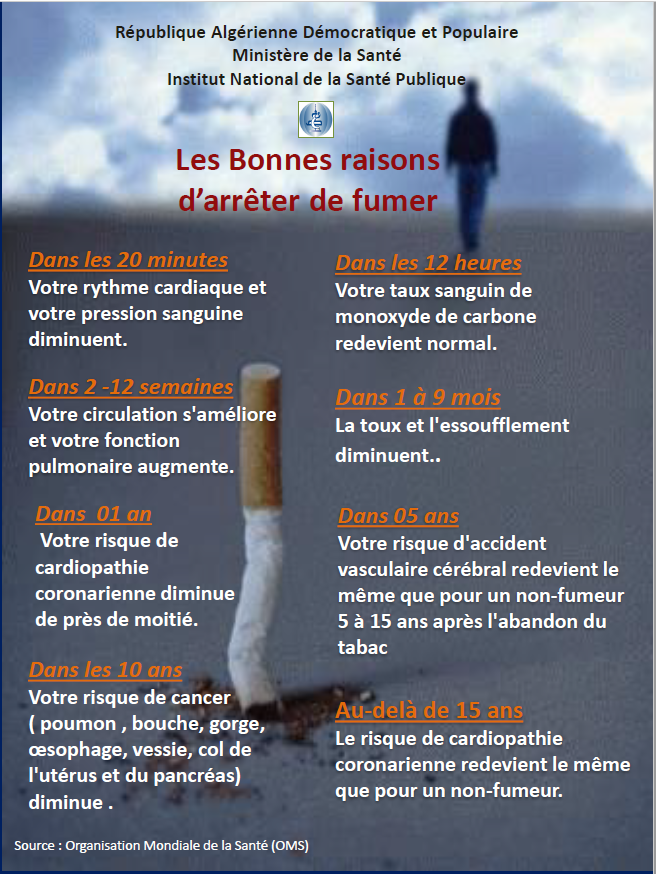 République Algérienne Démocratique et Populaire
Ministère de la Santé
Institut National de la Santé Publique
Les Bonnes raisons
d’arrêter de fumer
Dans les 20 minutes
Votre rythme cardiaque et
votre pression sanguine
diminuent.
Dans les 12 heures
Votre taux sanguin de
monoxyde de carbone
redevient normal.
Dans 2 -12 semaines
Votre circulation s'améliore
et votre fonction
pulmonaire augmente.
Dans 1 à 9 mois
La toux et l'essoufflement
diminuent..
Dans  01 an
Votre risque de
cardiopathie
coronarienne diminue
de près de moitié.
Dans 05 ans
Votre risque d'accident
vasculaire cérébral redevient le
même que pour un non-fumeur
5 à 15 ans après l'abandon du
tabac
Dans les 10 ans
Votre risque de cancer
( poumon , bouche, gorge,
œsophage, vessie, col de
l'utérus et du pancréas)
diminue .
Au-delà de 15 ans
Le risque de cardiopathie
coronarienne redevient le même
que pour un non-fumeur.
Source : Organisation Mondiale de la Santé (OMS)